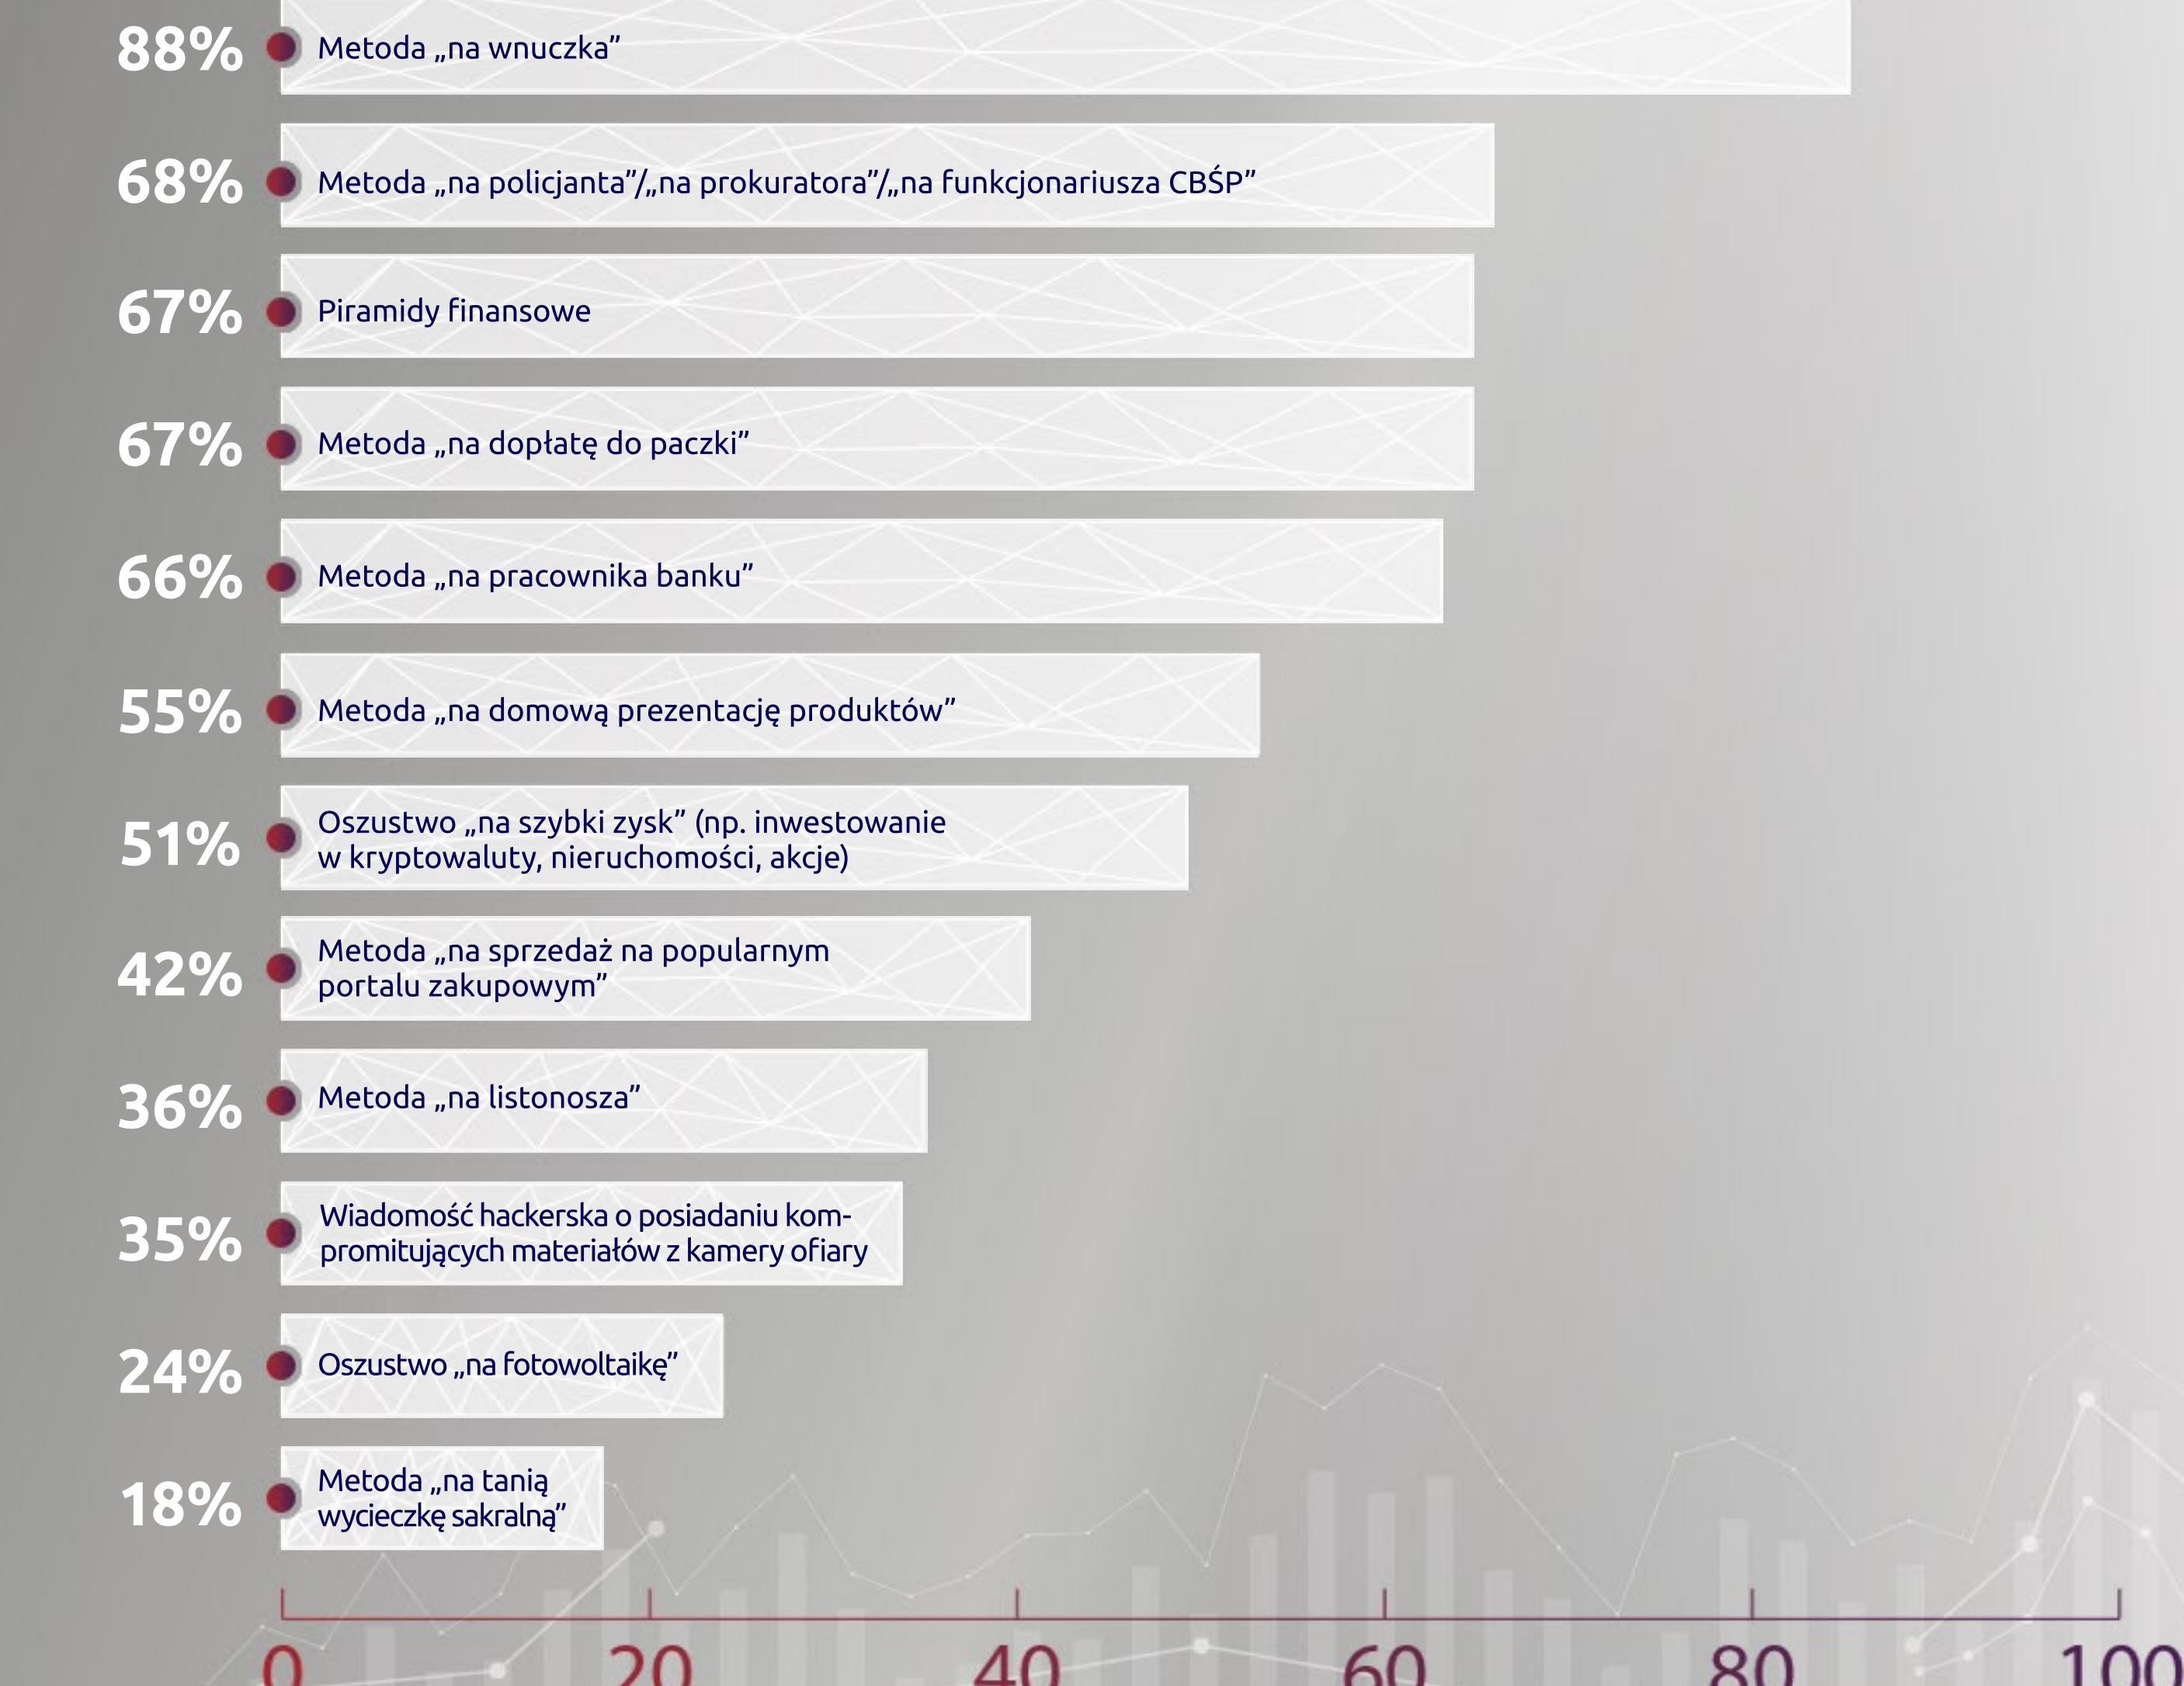 88% Metoda „na wnuczka”
68% Metoda „na policjanta”/„na prokuratora”/„na funkcjonariusza CBŚP”
67% Piramidy finansowe
67% Metoda „na dopłatę do paczki”
66% Metoda „na pracownika banku”
55% Metoda „na domową prezentację produktów”
51% Oszustwo „na szybki zysk” (np. inwestowanie
w kryptowaluty, nieruchomości, akcje)
42% Metoda „na sprzedaż na popularnym
portalu zakupowym”
36% Metoda „na listonosza”
35% Wiadomość hackerska o posiadaniu kom-
promitujących materiałów z kamery ofiary
24% Oszustwo „na fotowoltaikę”
18% Metoda „na tanią
wycieczkę sakralną”
0 20 40 60 80 100